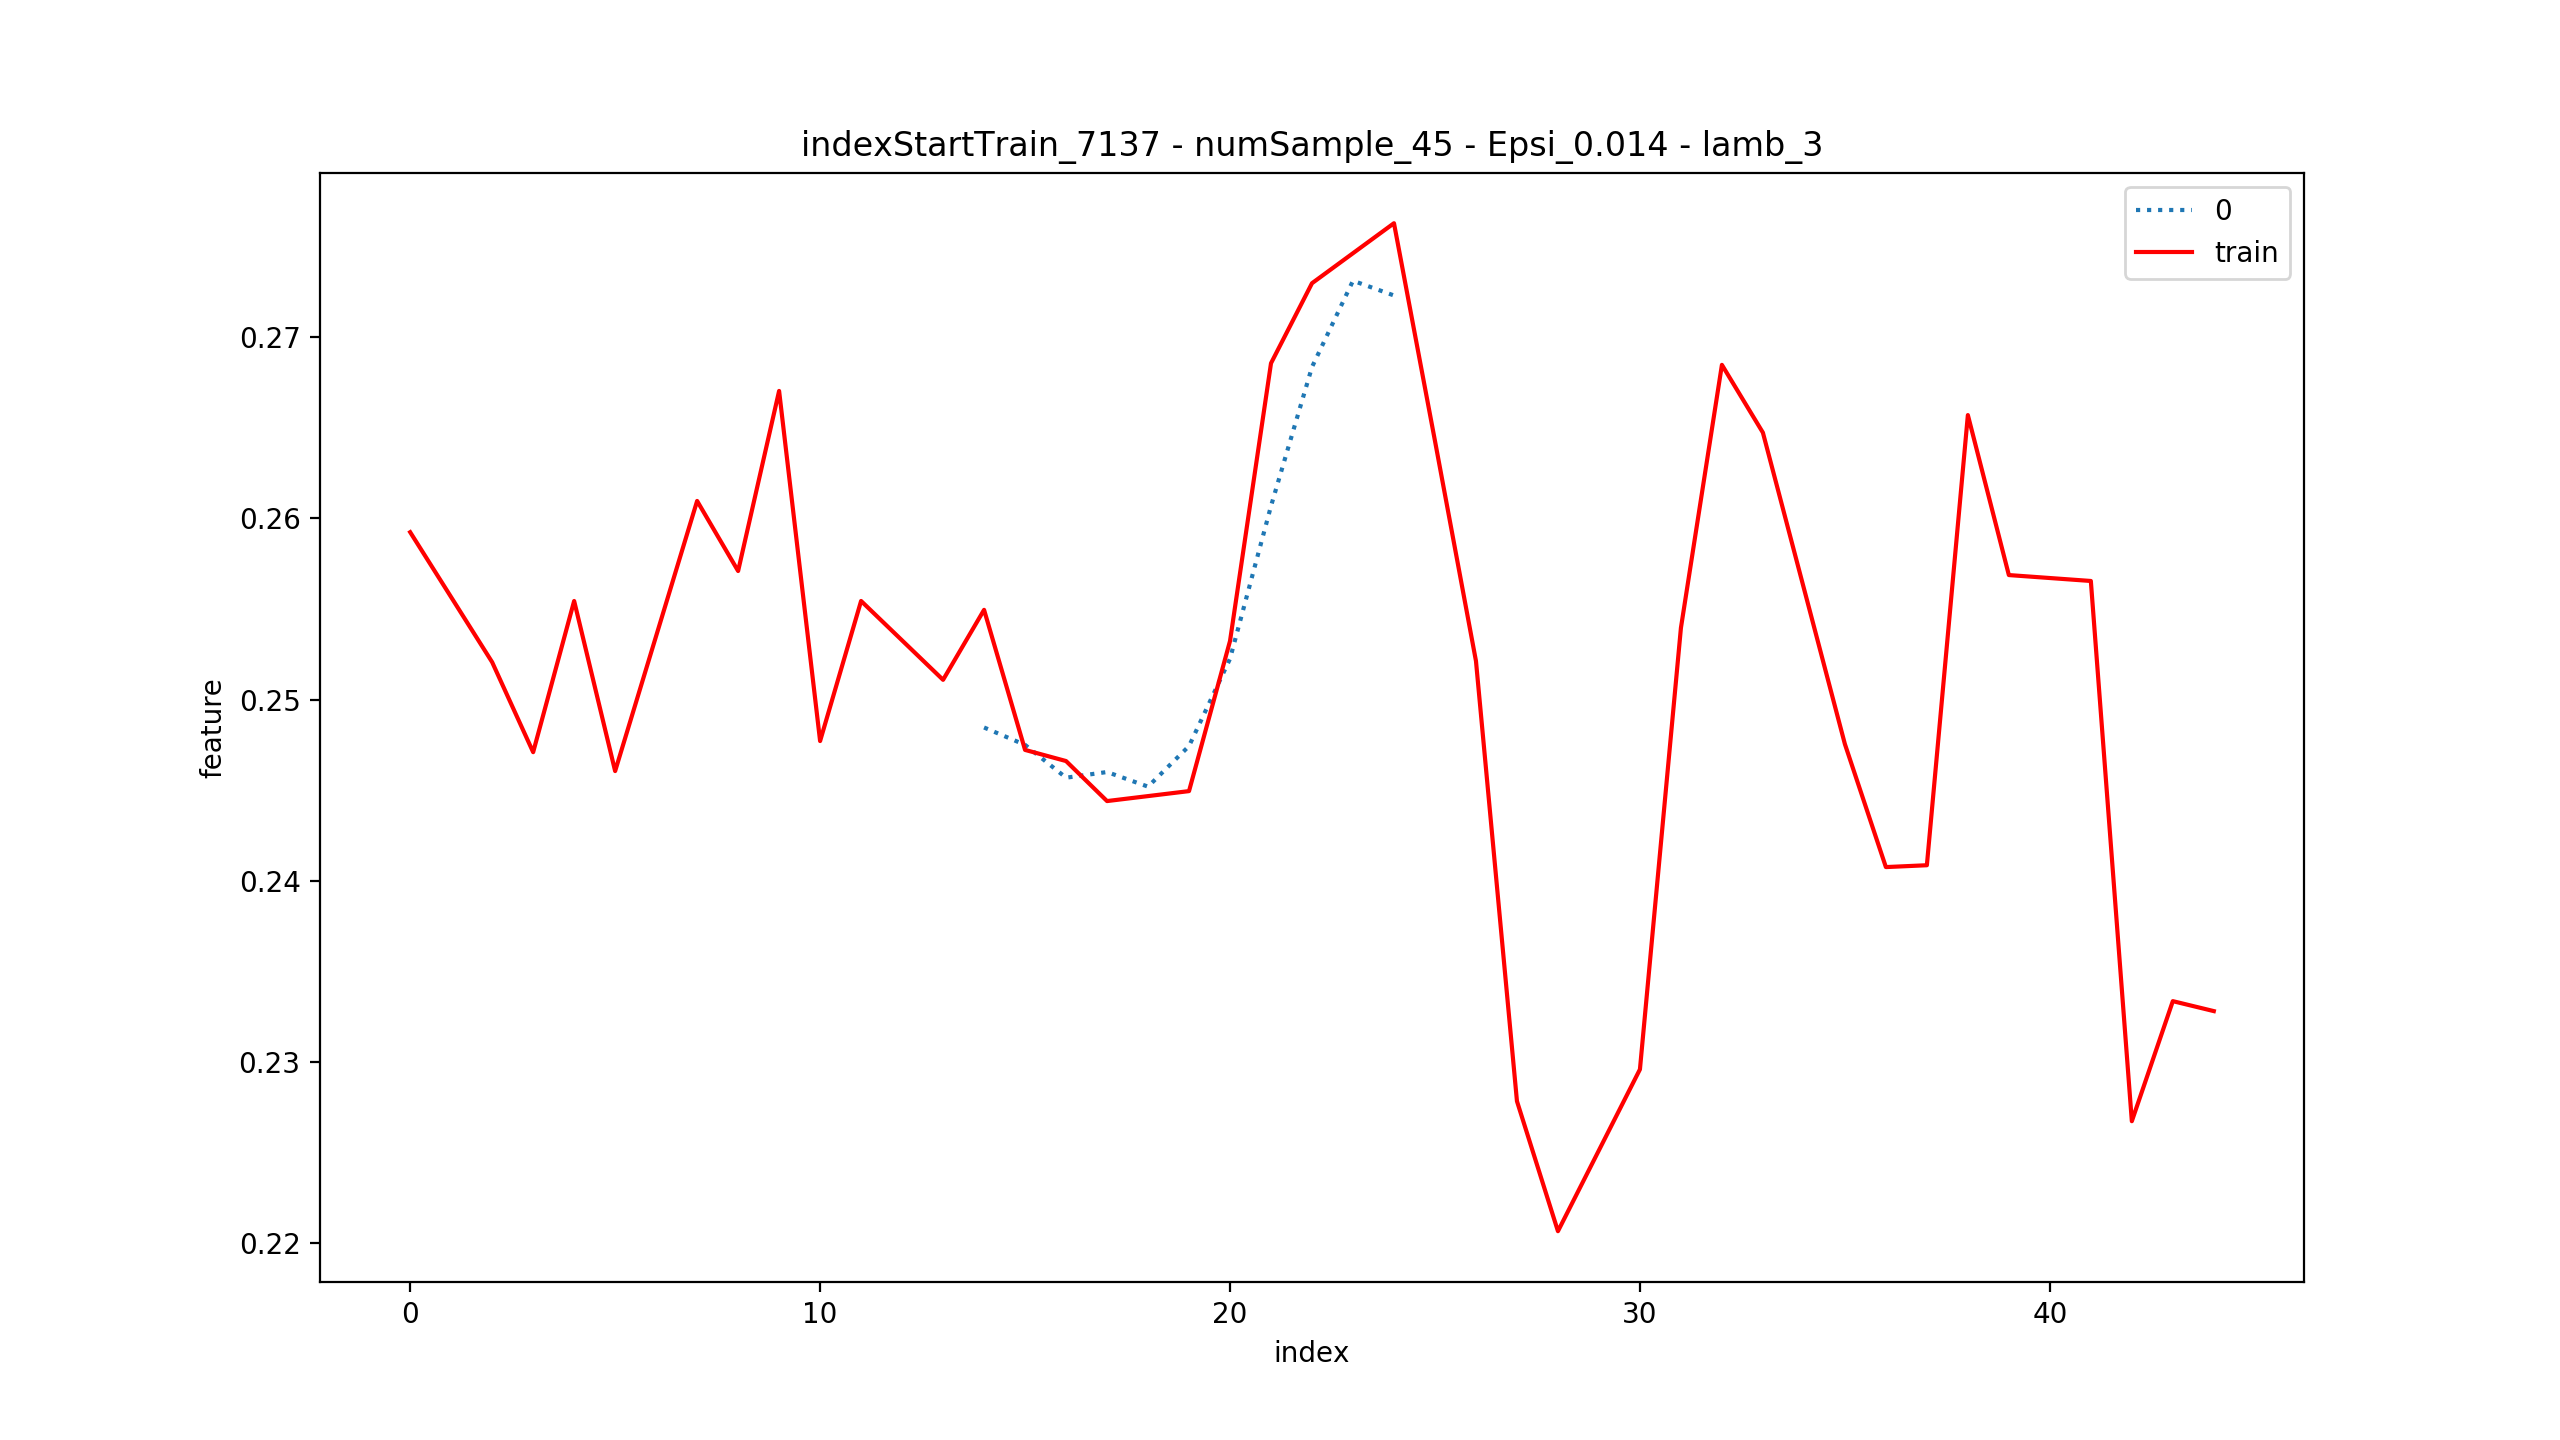 indexStartTrain_7137 - numSample_45 - Epsi_0.014 - lamb_3
0
train
0.27
0.26
0.25
0.24
0.23
0.22
feature
0 10 20 30 40
index